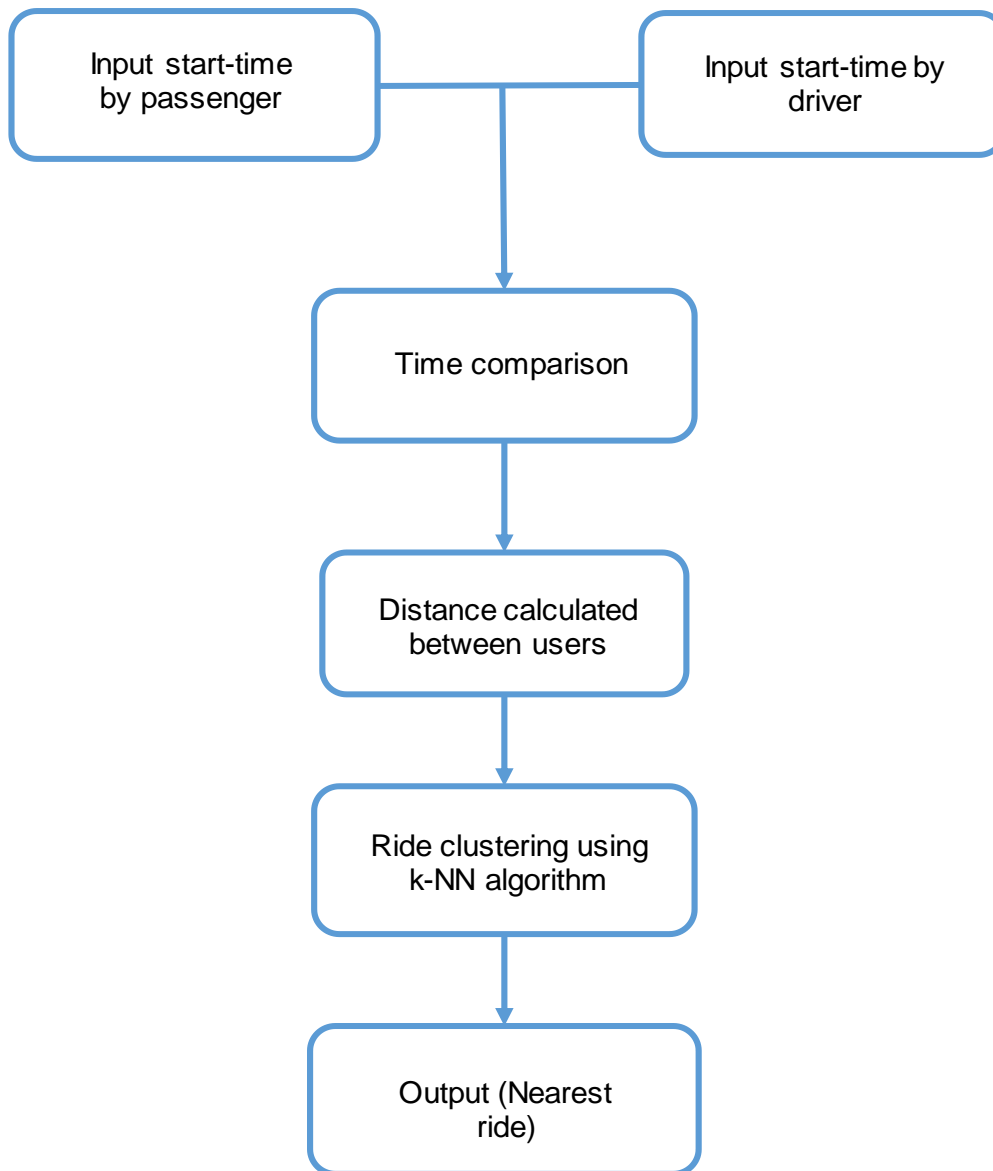 Input start-time
by passenger
Input start-time by
driver
Time comparison
Distance calculated
between users
Ride clustering using
k-NN algorithm
Output (Nearest
ride)